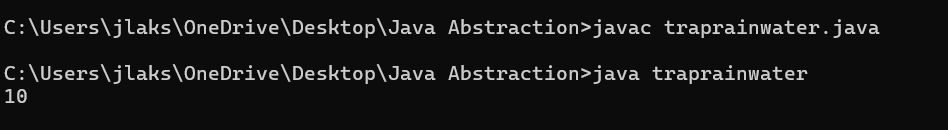 C:\Users\jlaks\OneDrive\Desktop\Java Abstraction>javac traprainwater.java
C:\Users\jlaks\OneDrive\Desktop\Java Abstraction>java traprainwater
10